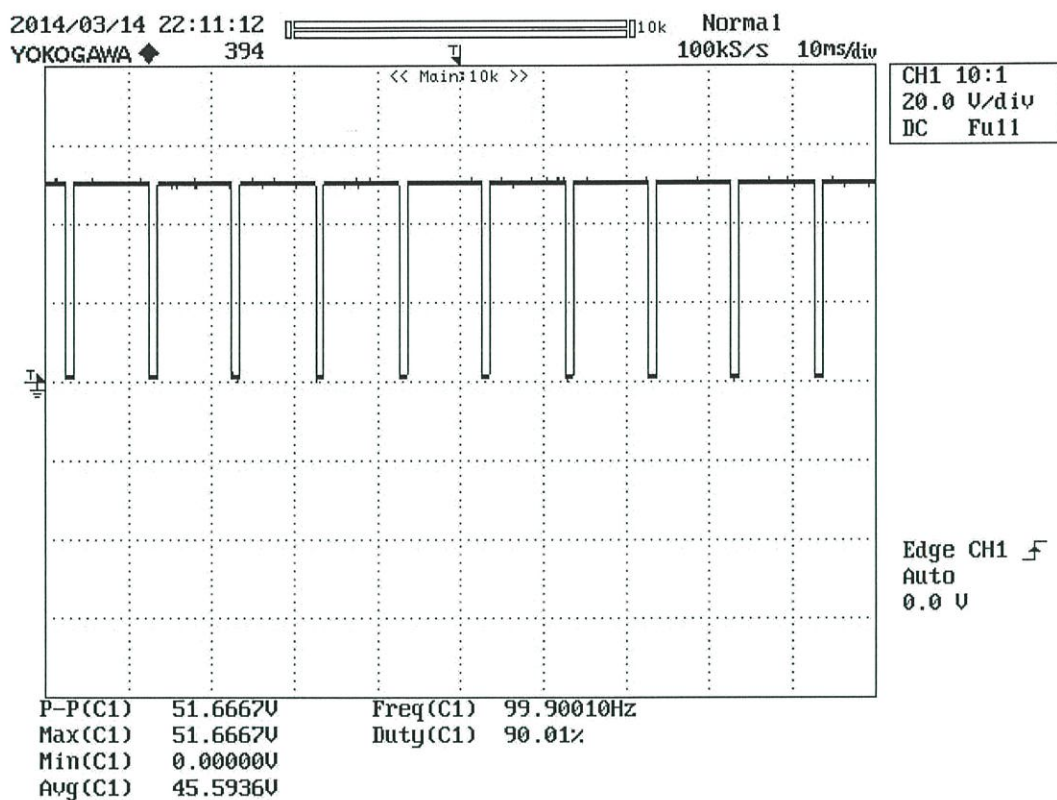 2014/03/14 22:11:12 10k Normal
YOKOGAWA ◆ 394 T 100kS/s 10ms/div
<< Main:10k >>
CH1 10:1
20.0 V/div
DC Full
T
Edge CH1
Auto
0.0 V
P-P(C1) 51.6667V Freq(C1) 99.90010Hz
Max(C1) 51.6667V Duty(C1) 90.01%
Min(C1) 0.00000V
Avg(C1) 45.5936V